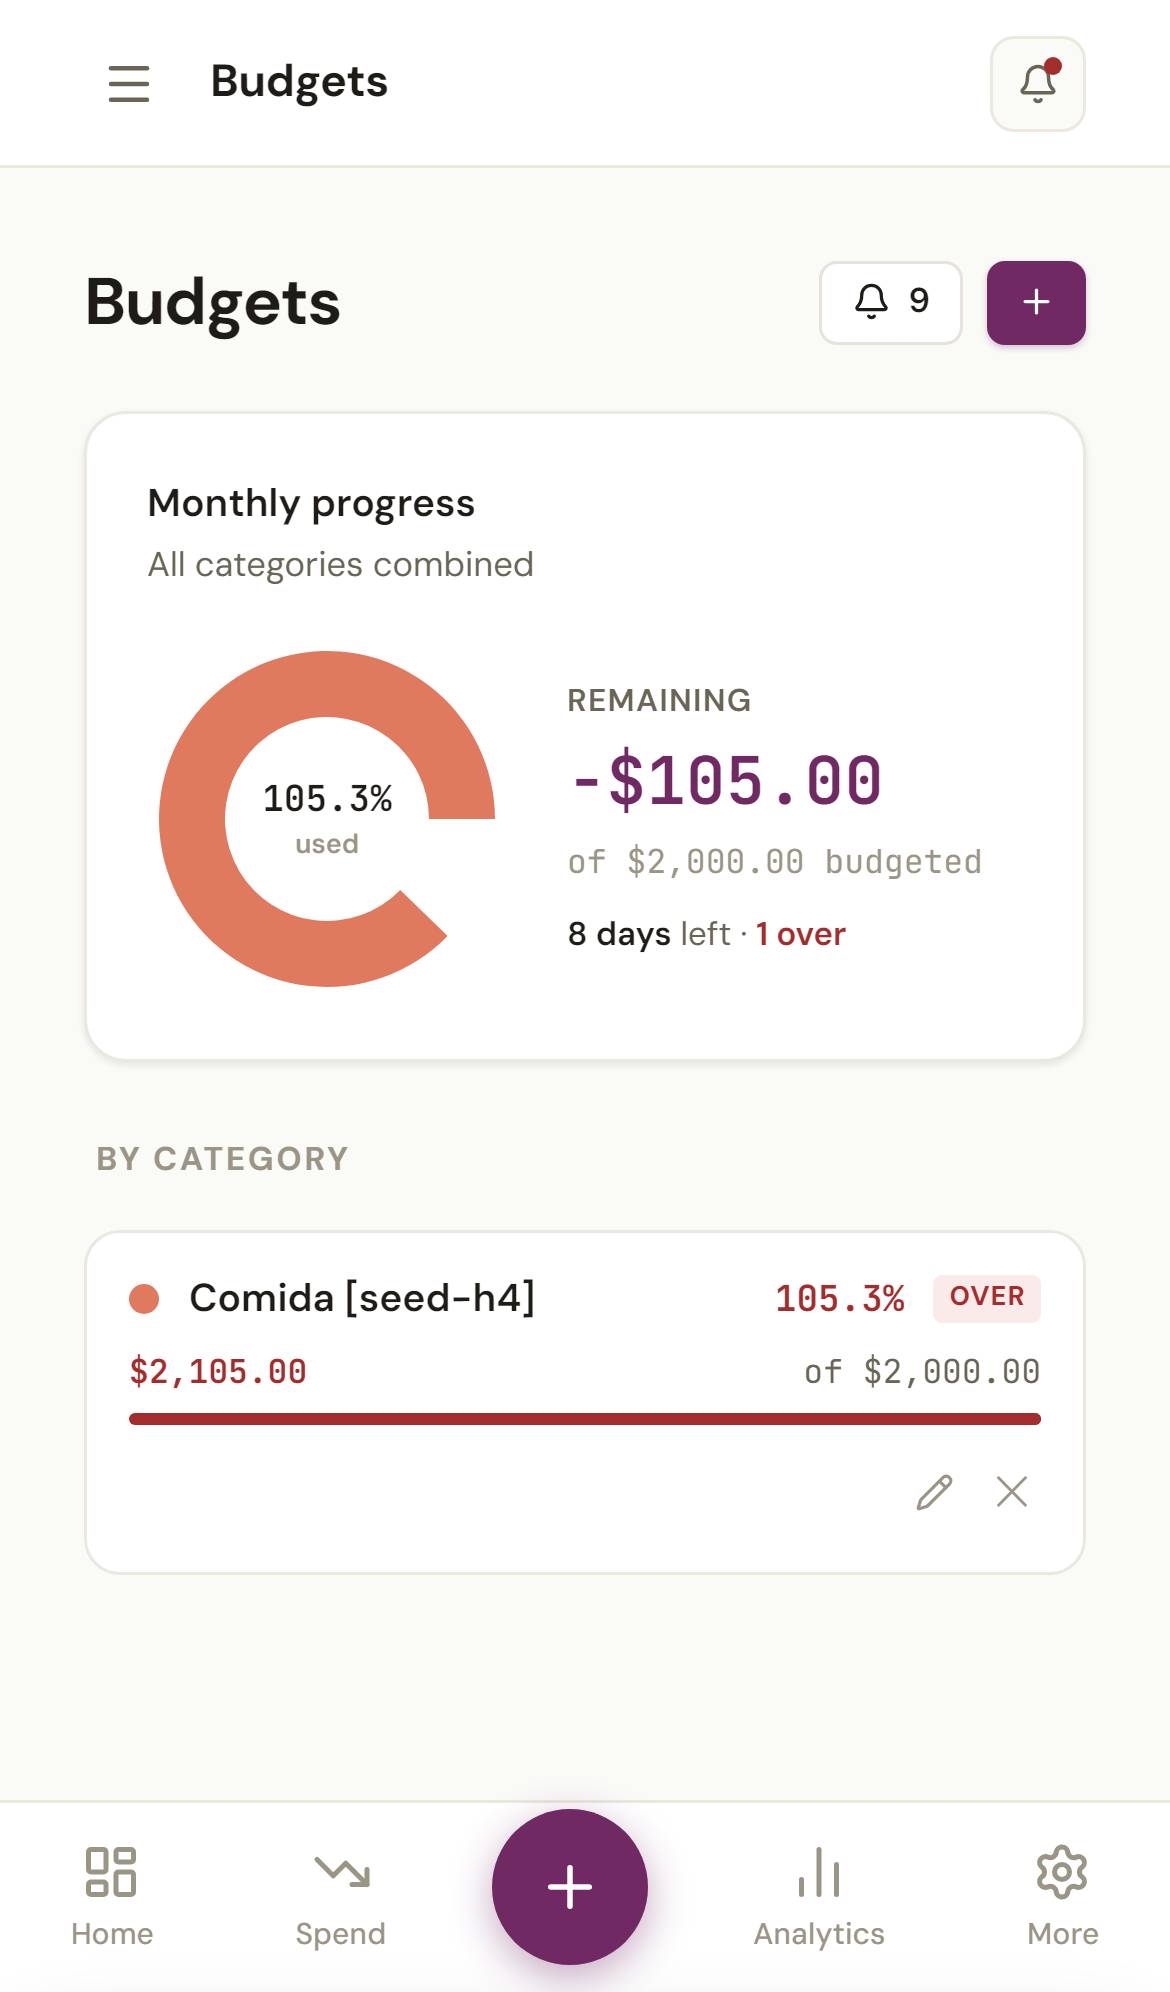 Budgets
Budgets
9
Monthly progress
All categories combined
105.3%
used
REMAINING
-$105.00
of $2,000.00 budgeted
8 days left · 1 over
BY CATEGORY
Comida [seed-h4] 105.3% OVER
$2,105.00 of $2,000.00
Home Spend Analytics More